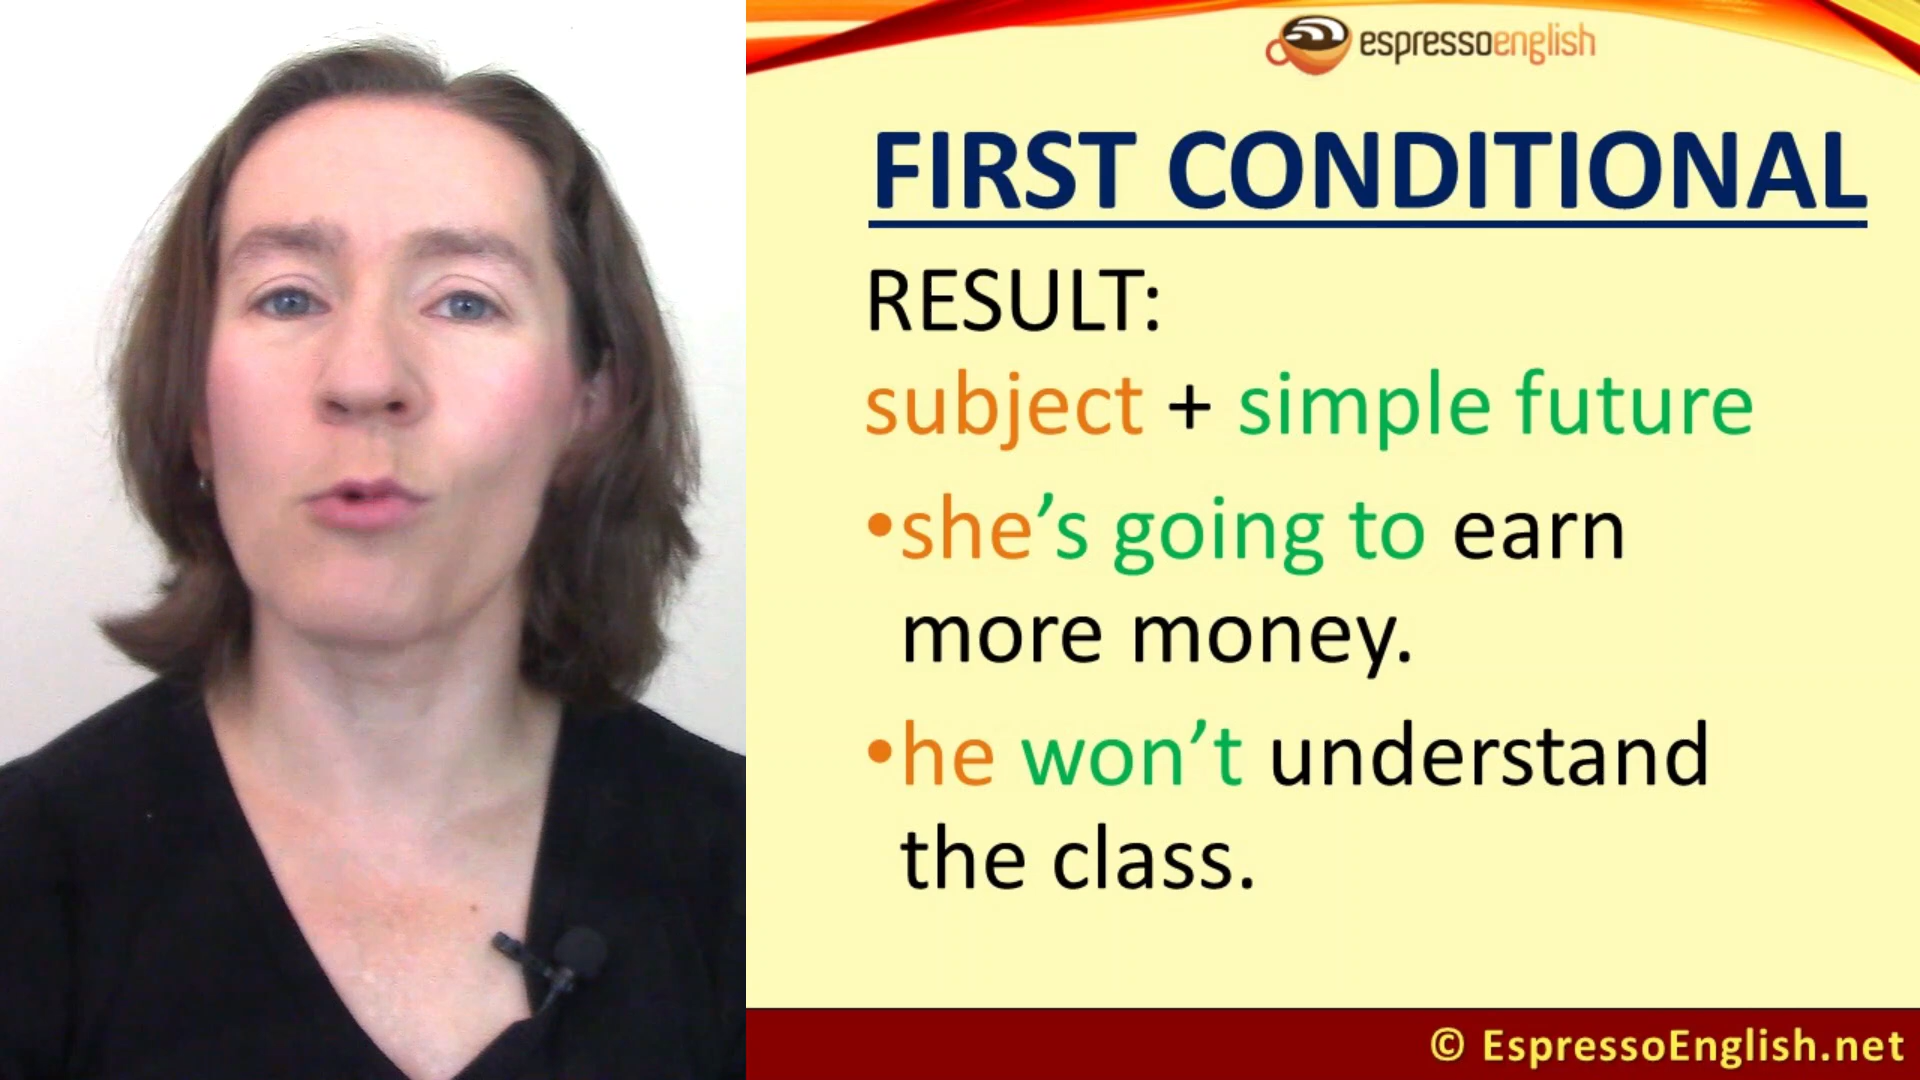 espressoenglish
FIRST CONDITIONAL
RESULT:
subject + simple future
•she’s going to earn
more money.
•he won’t understand
the class.
© EspressoEnglish.net